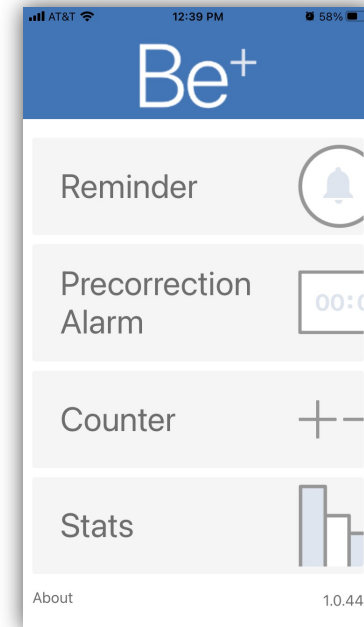 AT&T 12:39 PM 58%
Be+
Reminder
Precorrection
Alarm
00:0
Counter
+-
Stats
About 1.0.44